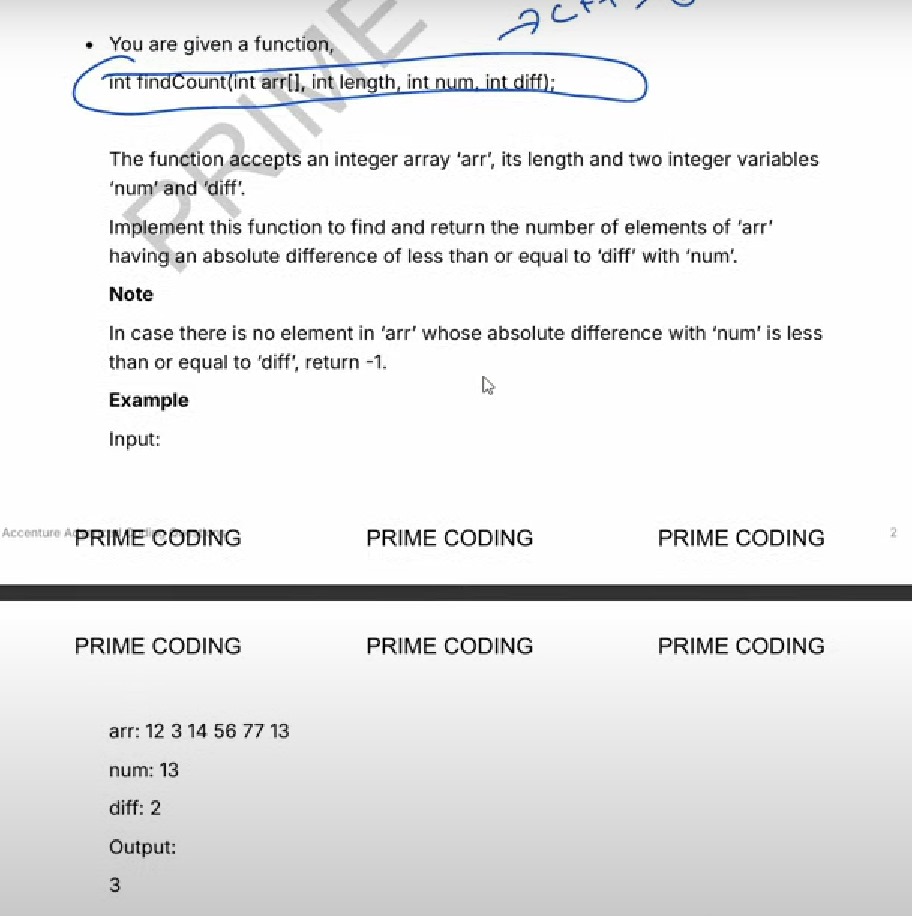 • You are given a function,
int findCount(int arr[], int length, int num, int diff);
PRIME
The function accepts an integer array ‘arr’, its length and two integer variables
‘num’ and ‘diff’.
Implement this function to find and return the number of elements of ‘arr’
having an absolute difference of less than or equal to ‘diff’ with ‘num’.
Note
In case there is no element in ‘arr’ whose absolute difference with ‘num’ is less
than or equal to ‘diff’, return -1.
Example
Input:
Accenture
PRIME CODING PRIME CODING PRIME CODING 2
PRIME CODING PRIME CODING PRIME CODING
arr: 12 3 14 56 77 13
num: 13
diff: 2
Output:
3